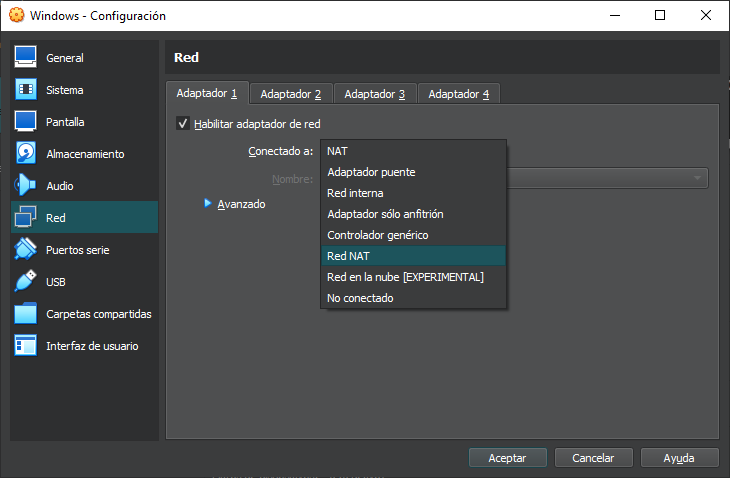 Windows - Configuración
General
Sistema
Pantalla
Almacenamiento
Audio
Red
Puertos serie
USB
Carpetas compartidas
Interfaz de usuario
Red
Adaptador 1 Adaptador 2 Adaptador 3 Adaptador 4
Habilitar adaptador de red
Conectado a:
NAT
Adaptador puente
Red interna
Adaptador sólo anfitrión
Controlador genérico
Red NAT
Red en la nube [EXPERIMENTAL]
No conectado
Nombre:
Avanzado
Aceptar Cancelar Ayuda